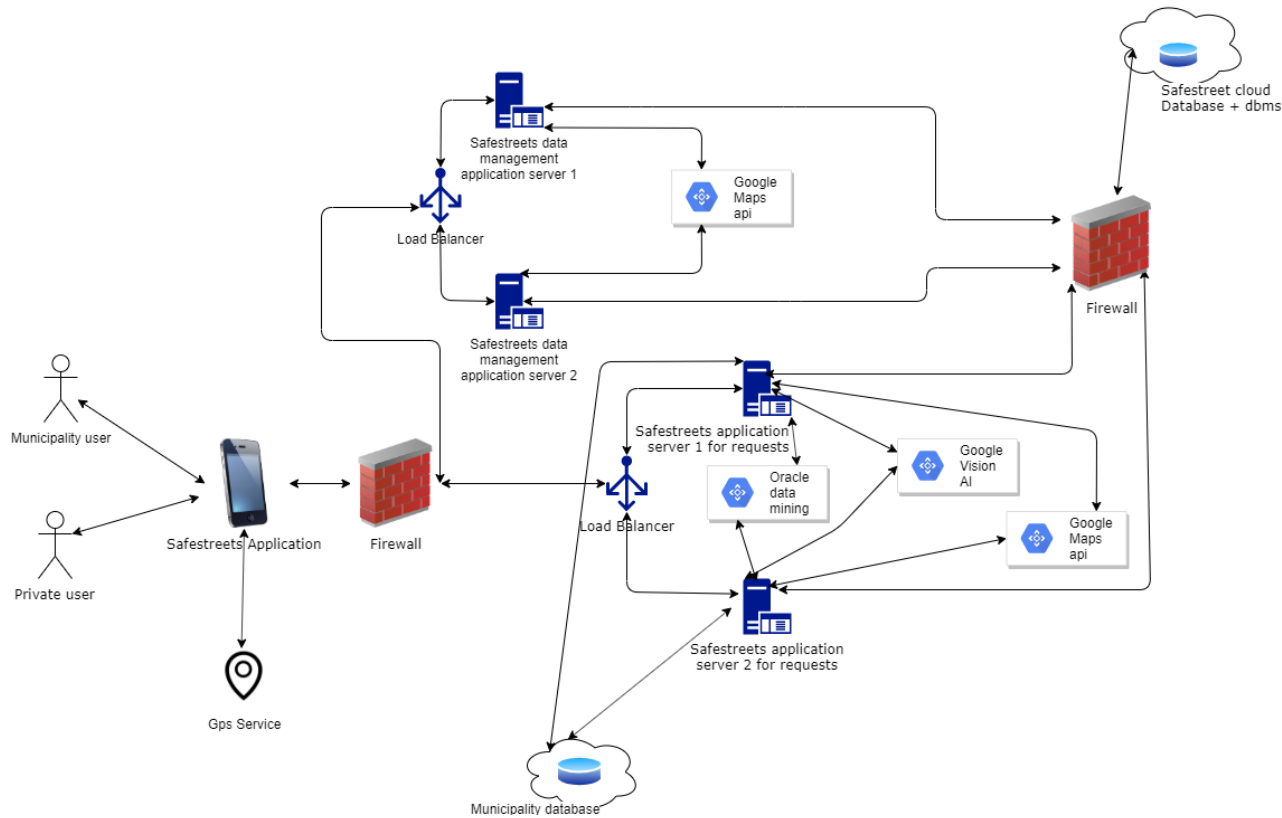 Safestreet cloud
Database + dbms
Safestreets data
management
application server 1
Google
Maps
api
Load Balancer
Firewall
Safestreets data
management
application server 2
Municipality user
Safestreets application
server 1 for requests
Google
Vision
AI
Oracle
data
mining
Load Balancer
Google
Maps
api
Safestreets Application
Firewall
Private user
Safestreets application
server 2 for requests
Gps Service
Municipality database